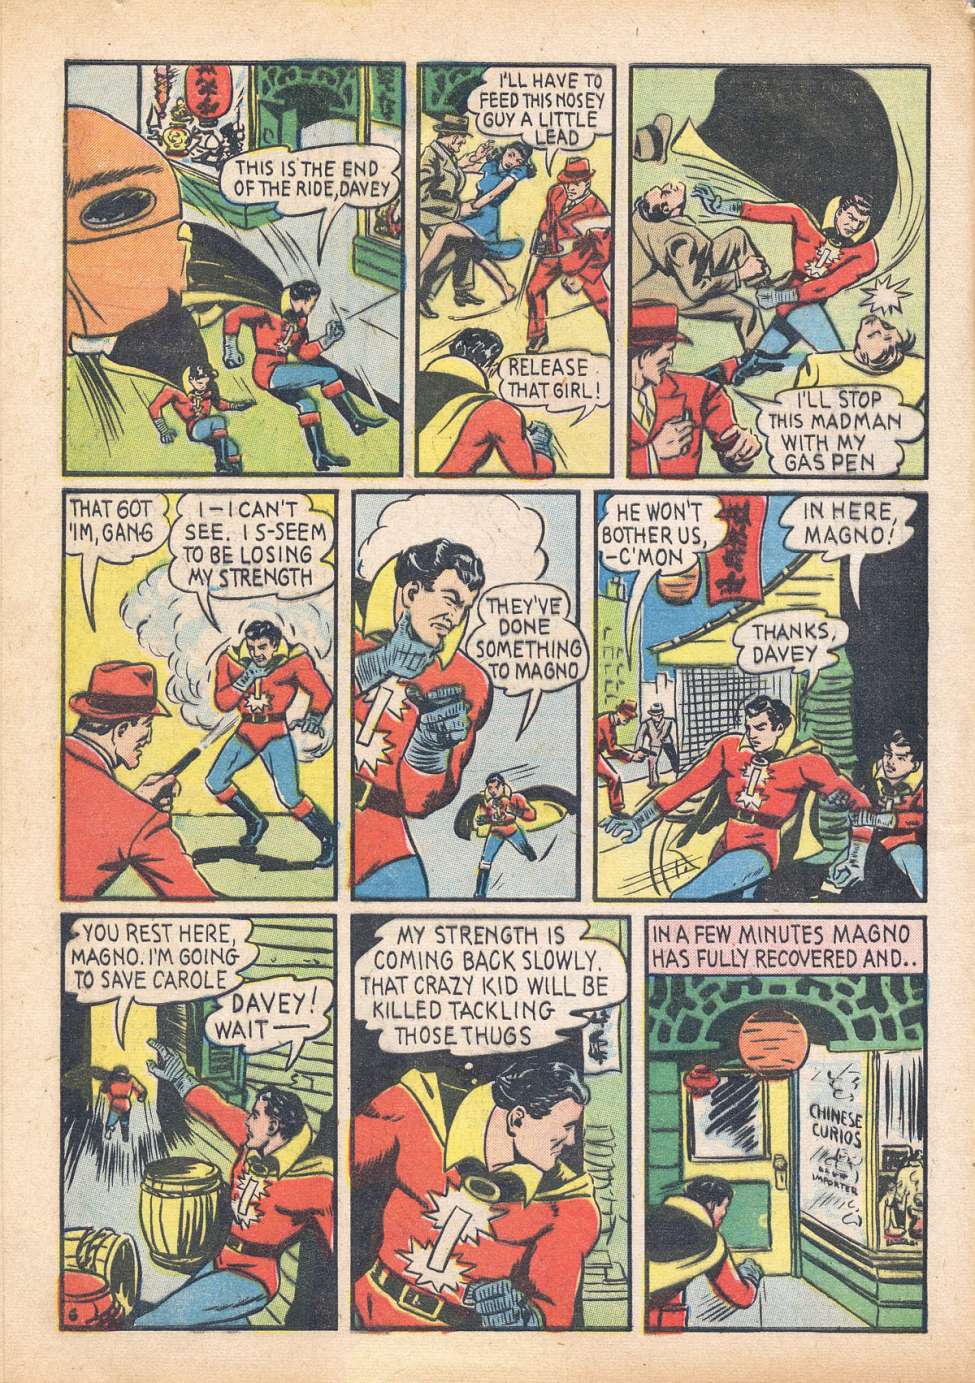 THIS IS THE END
OF THE RIDE, DAVEY
I'LL HAVE TO
FEED THIS NOSEY
GUY A LITTLE
LEAD
RELEASE
THAT GIRL!
I'LL STOP
THIS MADMAN
WITH MY
GAS PEN
THAT GOT
'IM, GANG
I-I CAN'T
SEE. I S-SEEM
TO BE LOSING
MY STRENGTH
THEY'VE
DONE
SOMETHING
TO MAGNO
HE WON'T
BOTHER US,
-C'MON
IN HERE,
MAGNO!
THANKS,
DAVEY
YOU REST HERE,
MAGNO. I'M GOING
TO SAVE CAROLE
DAVEY!
WAIT —
6
MY STRENGTH IS
COMING BACK SLOWLY.
THAT CRAZY KID WILL BE
KILLED TACKLING
THOSE THUGS
IN A FEW MINUTES MAGNO
HAS FULLY RECOVERED AND..
CHINESE
CURIOS
IMPORTER